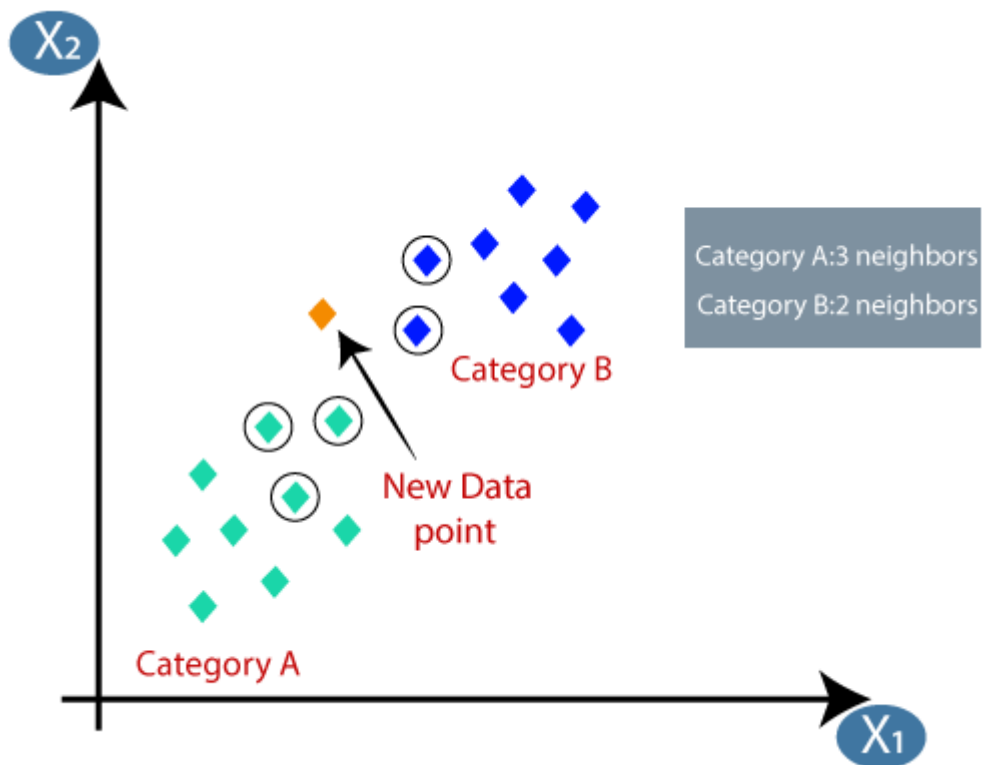 X₂
Category A:3 neighbors
Category B:2 neighbors
Category B
New Data
point
Category A
X₁